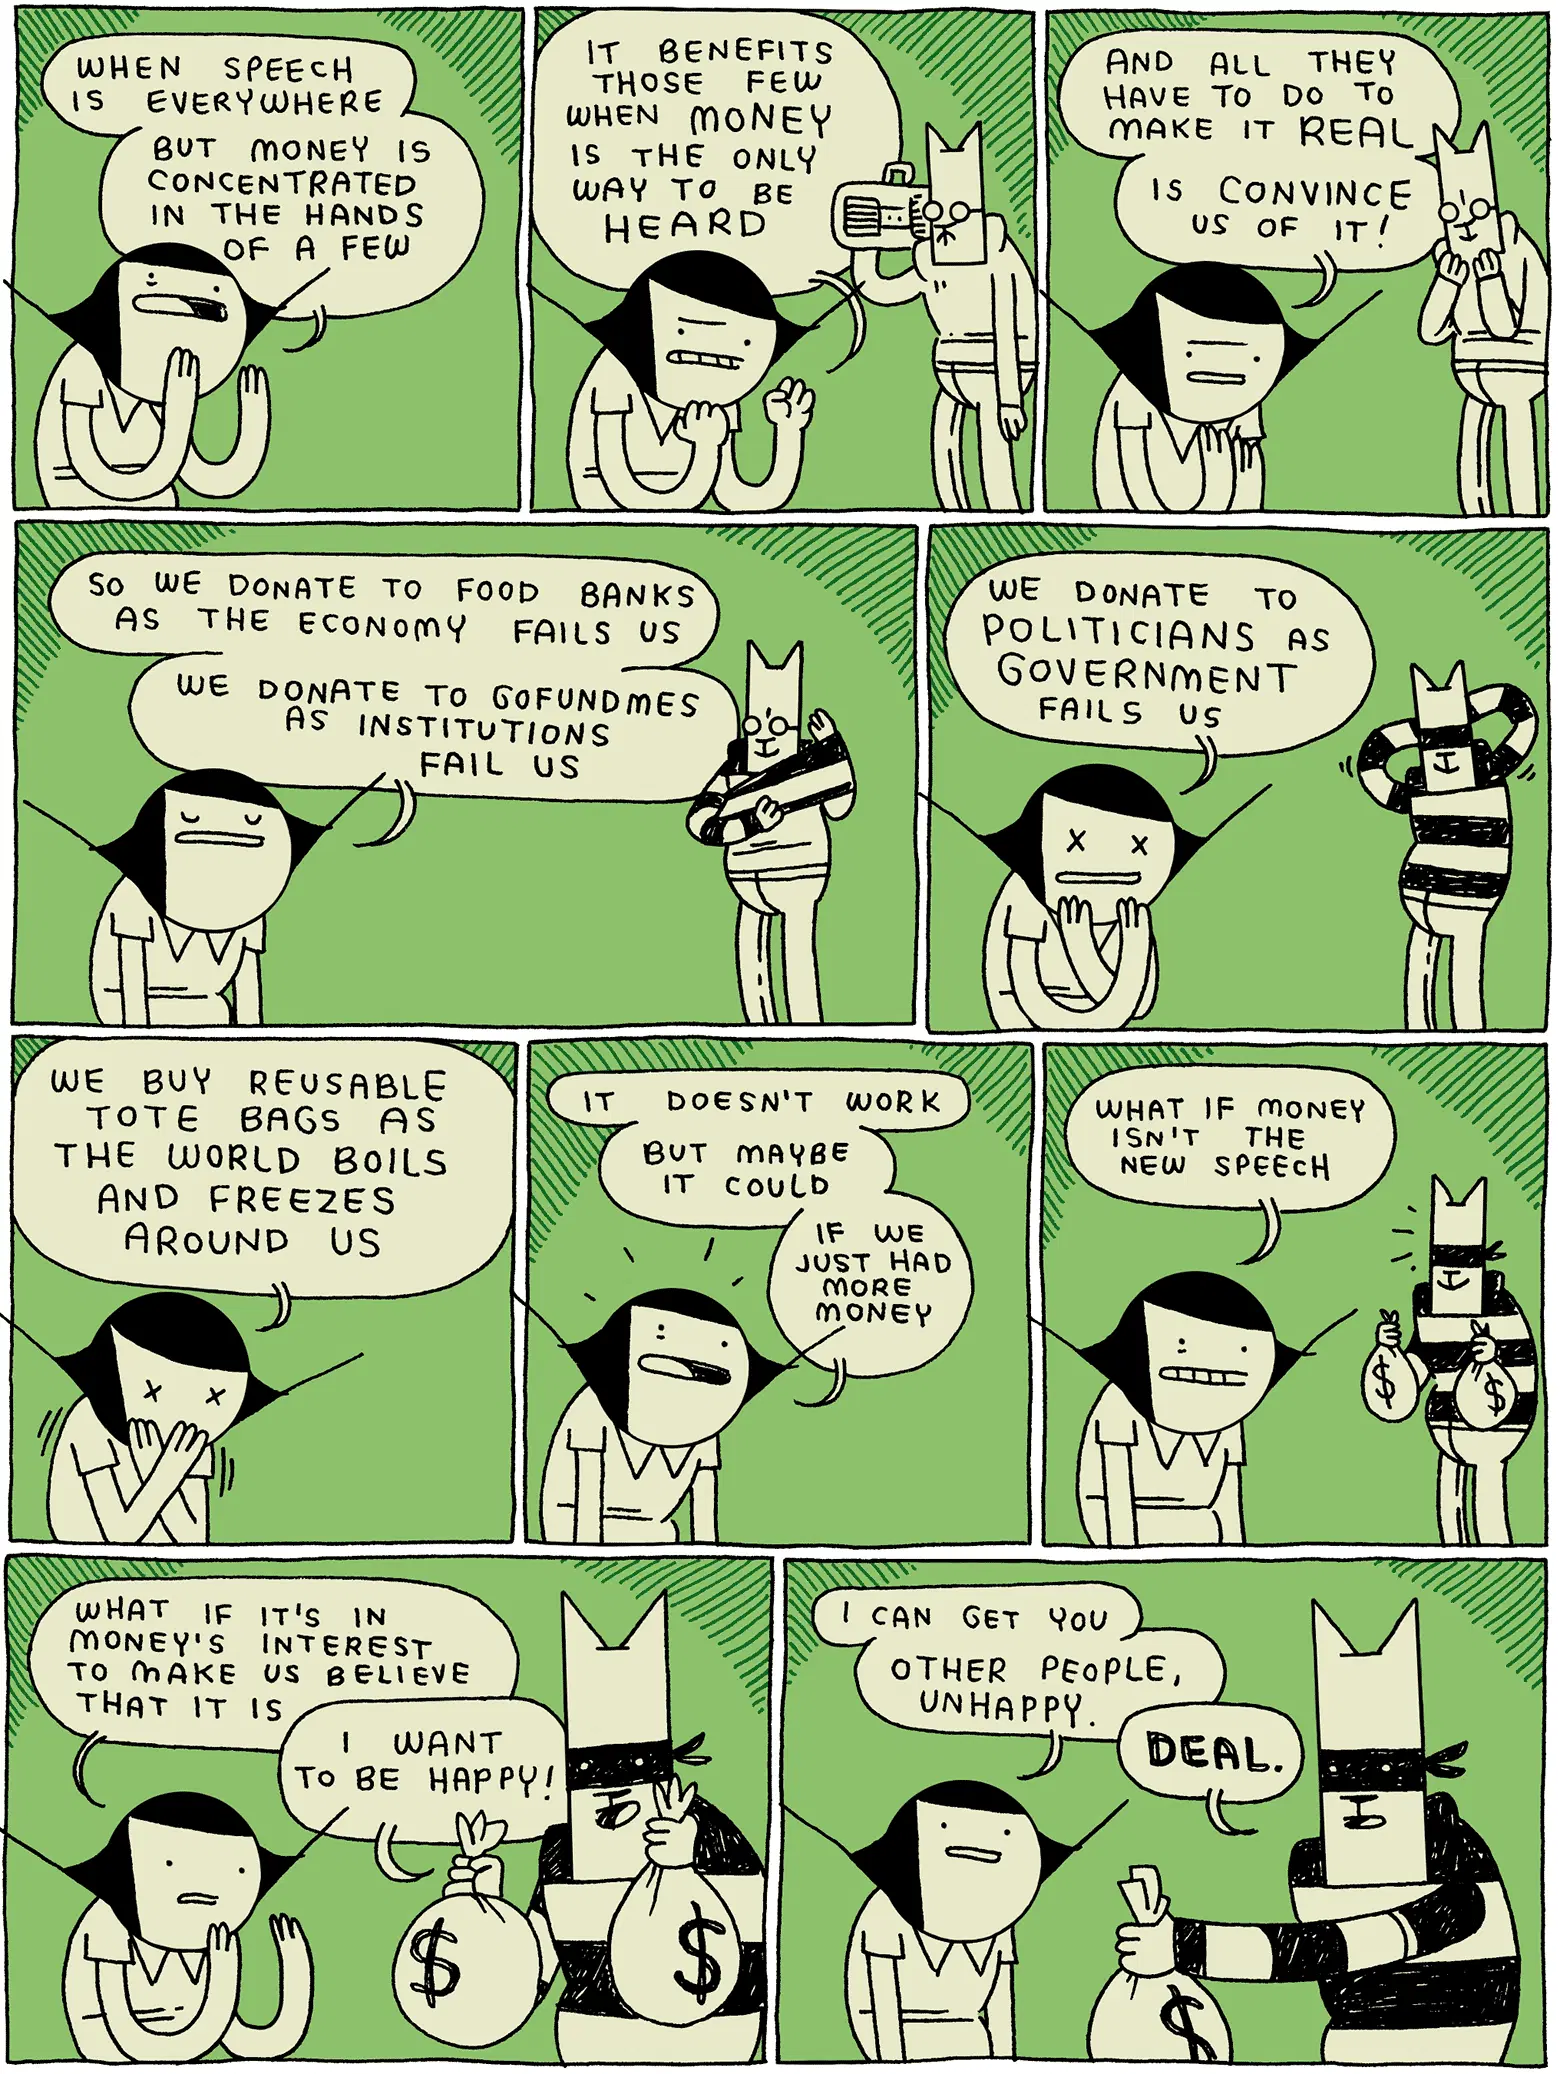 WHEN SPEECH
IS EVERYWHERE
BUT MONEY IS
CONCENTRATED
IN THE HANDS
OF A FEW
IT BENEFITS
THOSE FEW
WHEN MONEY
IS THE ONLY
WAY TO BE
HEARD
AND ALL THEY
HAVE TO DO TO
MAKE IT REAL
IS CONVINCE
US OF IT!
SO WE DONATE TO FOOD BANKS
AS THE ECONOMY FAILS US
WE DONATE TO GOFUNDMES
AS INSTITUTIONS
FAIL US
WE DONATE TO
POLITICIANS AS
GOVERNMENT
FAILS US
WE BUY REUSABLE
TOTE BAGS AS
THE WORLD BOILS
AND FREEZES
AROUND US
IT DOESN'T WORK
BUT MAYBE
IT COULD
IF WE
JUST HAD
MORE
MONEY
WHAT IF MONEY
ISN'T THE
NEW SPEECH
$ $
WHAT IF IT'S IN
MONEY'S INTEREST
TO MAKE US BELIEVE
THAT IT IS
I WANT
TO BE HAPPY!
$ $
I CAN GET YOU
OTHER PEOPLE,
UNHAPPY.
DEAL.
$